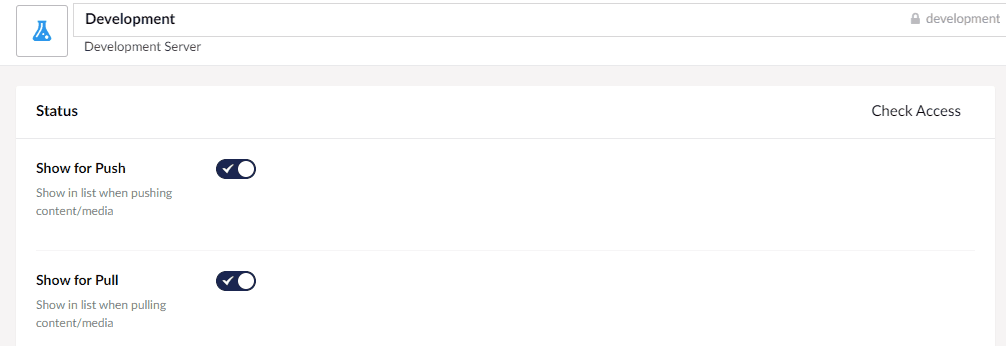 Development
development
Development Server
Status
Check Access
Show for Push
Show in list when pushing
content/media
Show for Pull
Show in list when pulling
content/media